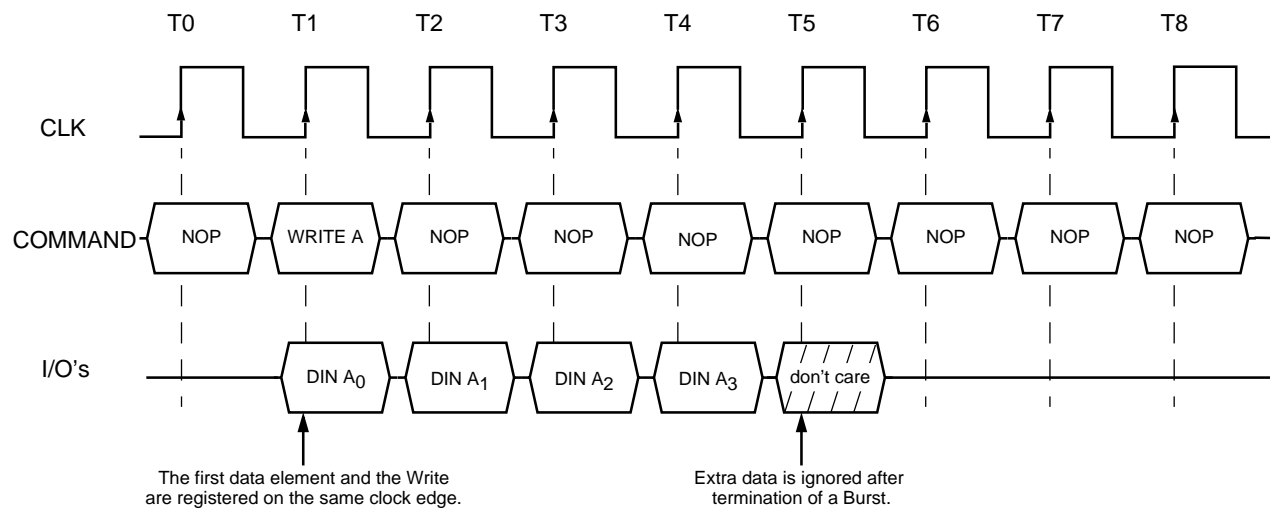 T0 T1 T2 T3 T4 T5 T6 T7 T8
CLK
COMMAND NOP WRITE A NOP NOP NOP NOP NOP NOP NOP
I/O's DIN A0 DIN A1 DIN A2 DIN A3 don't care
The first data element and the Write
are registered on the same clock edge.
Extra data is ignored after
termination of a Burst.